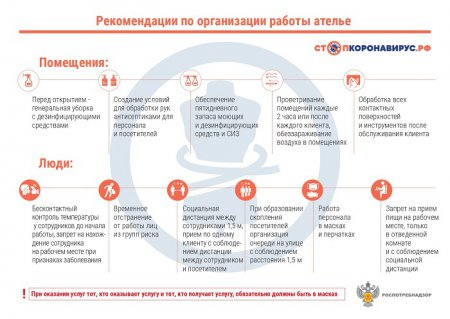 Рекомендации по организации работы ателье
СТОПКОРОНАВИРУС.РФ
Помещения:
Перед открытием -
генеральная уборка
с дезинфицирующими
средствами
Создание условий
для обработки рук
антисептиками для
персонала
и посетителей
Обеспечение
пятидневного
запаса моющих
и дезинфицирующих
средств и СИЗ
Проветривание
помещений каждые
2 часа или после
каждого клиента,
обеззараживание
воздуха в помещениях
Обработка всех
контактных
поверхностей
и инструментов после
обслуживания клиента
Люди:
Бесконтактный
контроль температуры
у сотрудников до начала
работы, запрет на нахож-
дение сотрудника
на рабочем месте при
признаках заболевания
Временное
отстранение
от работы лиц
из групп риска
Социальная
дистанция между
сотрудниками 1,5 м,
прием по одному
клиенту с соблюде-
нием дистанции
между сотрудником
и посетителем
При образовании
скопления
посетителей
организация
очереди на улице
с соблюдением
расстояния 1,5 м
Работа
персонала
в масках
и перчатках
Запрет на прием
пищи на рабочем
месте, только
в отведенной
комнате
и с соблюдением
социальной
дистанции
! При оказании услуг тот, кто оказывает услугу и тот, кто получает услугу, обязательно должны быть в масках
РОСПОТРЕБНАДЗОР